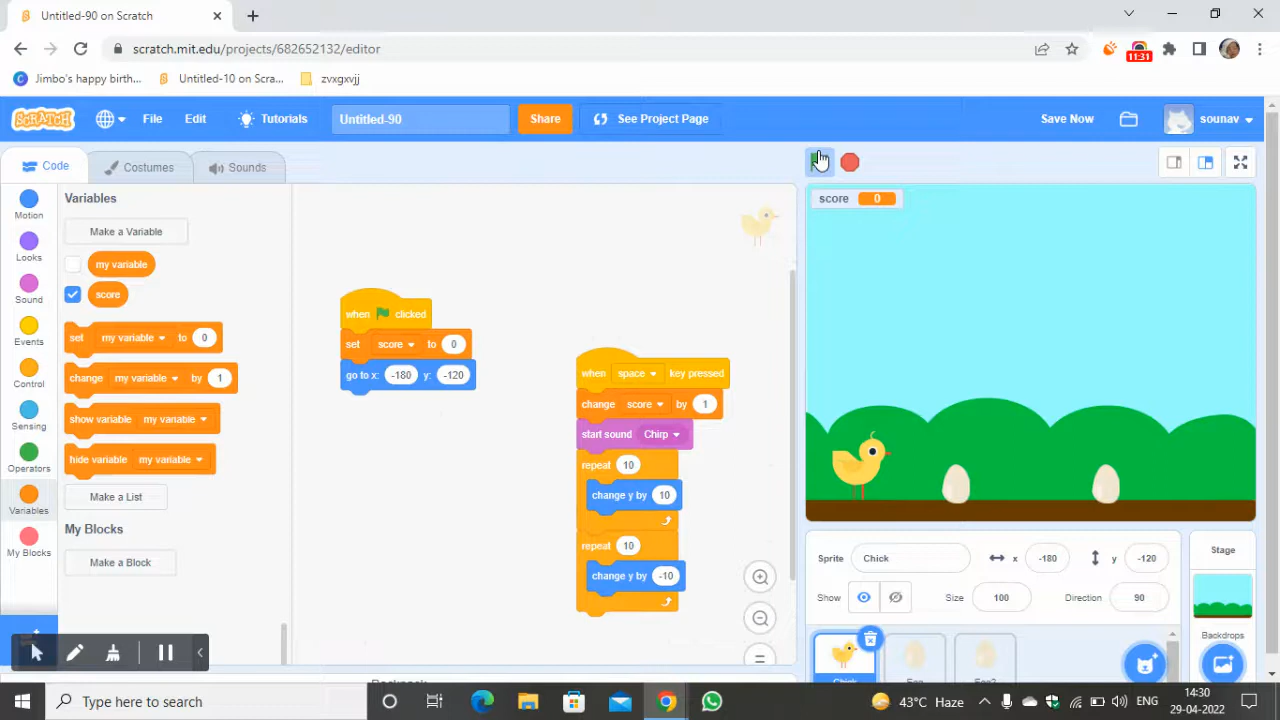 Untitled-90 on Scratch
scratch.mit.edu/projects/682652132/editor
11:31
Jimbo's happy birth...
Untitled-10 on Scra...
zvxgxvjj
SCRATCH
File
Edit
Tutorials
Untitled-90
Share
See Project Page
Save Now
sounav
Code
Costumes
Sounds
Motion
Looks
Sound
Events
Control
Sensing
Operators
Variables
My Blocks
Variables
Make a Variable
my variable
score
set my variable to 0
change my variable by 1
show variable my variable
hide variable my variable
Make a List
My Blocks
Make a Block
when clicked
set score to 0
go to x: -180 y: -120
when space key pressed
change score by 1
start sound Chirp
repeat 10
change y by 10
repeat 10
change y by -10
score 0
Sprite Chick x -180 y -120
Show Size 100 Direction 90
Chick
Egg
Egg2
Stage
Backdrops
Type here to search
43°C Haze
ENG
14:30
29-04-2022